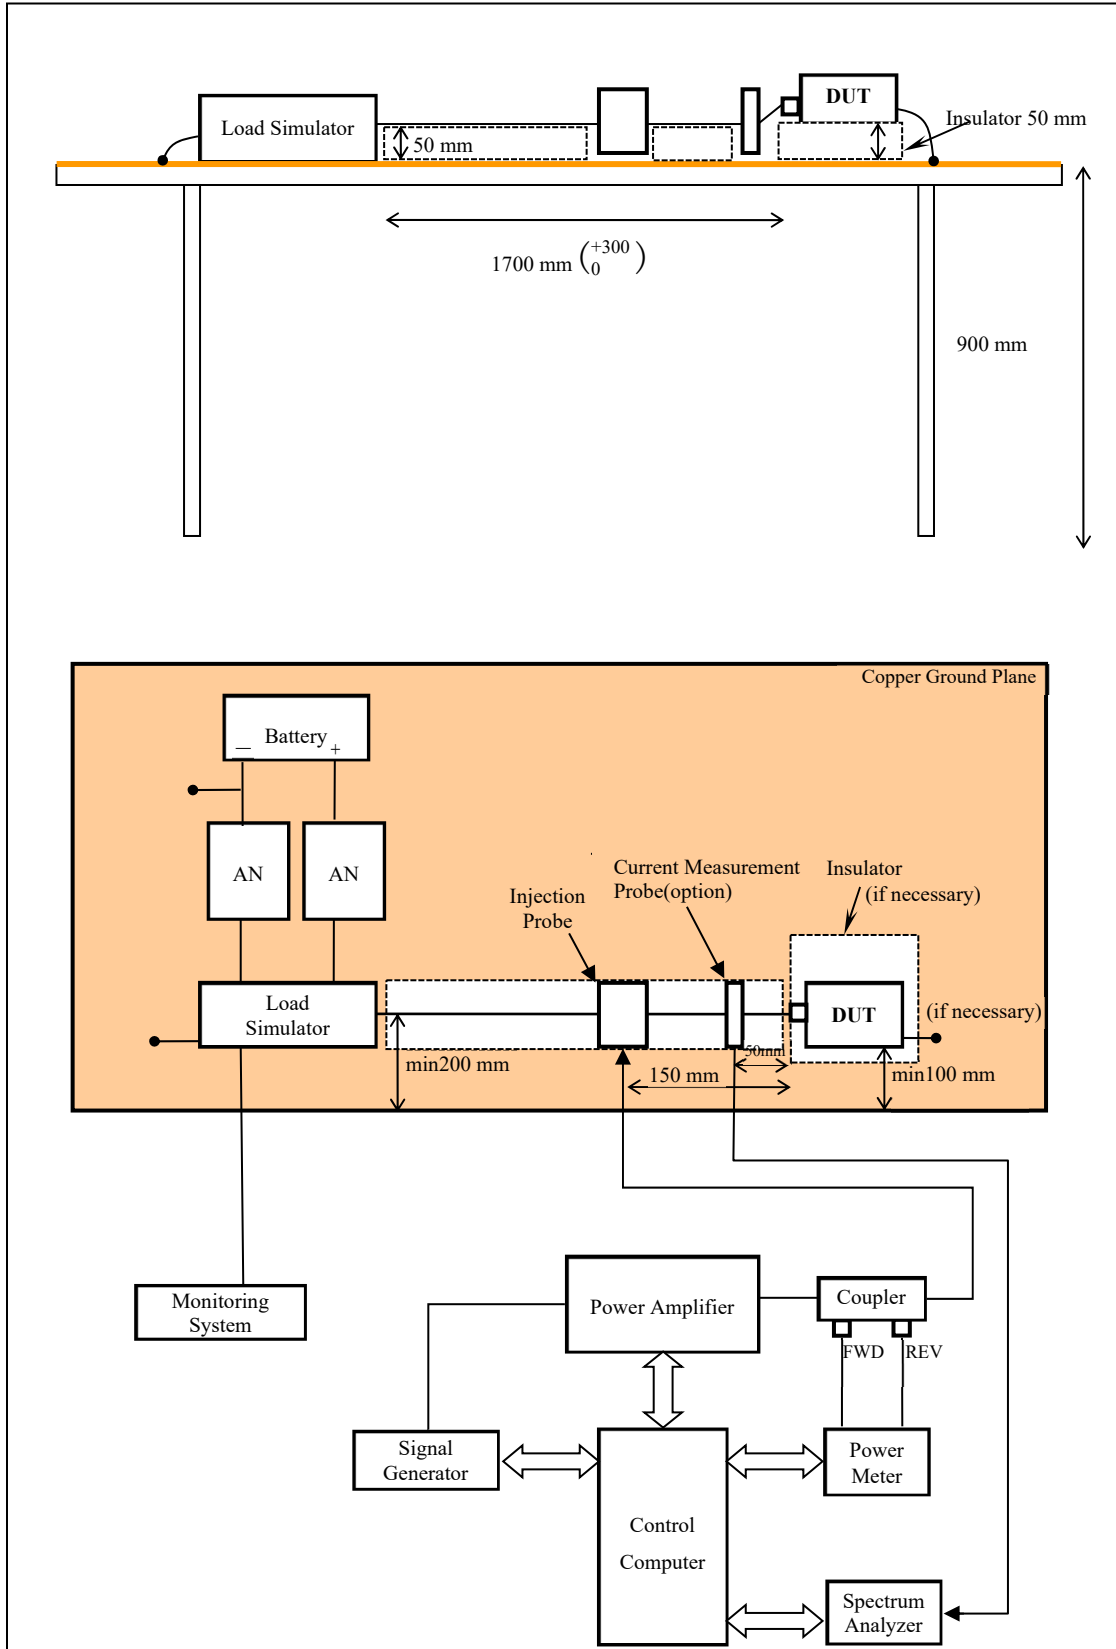 DUT
Load Simulator
Insulator 50 mm
50 mm
1700 mm (+300
0)
900 mm
Copper Ground Plane
— Battery +
AN
AN
Current Measurement
Probe(option)
Insulator
(if necessary)
Injection
Probe
Load
Simulator
DUT
(if necessary)
50mm
min200 mm
150 mm
min100 mm
Monitoring
System
Power Amplifier
Coupler
FWD
REV
Signal
Generator
Power
Meter
Control
Computer
Spectrum
Analyzer